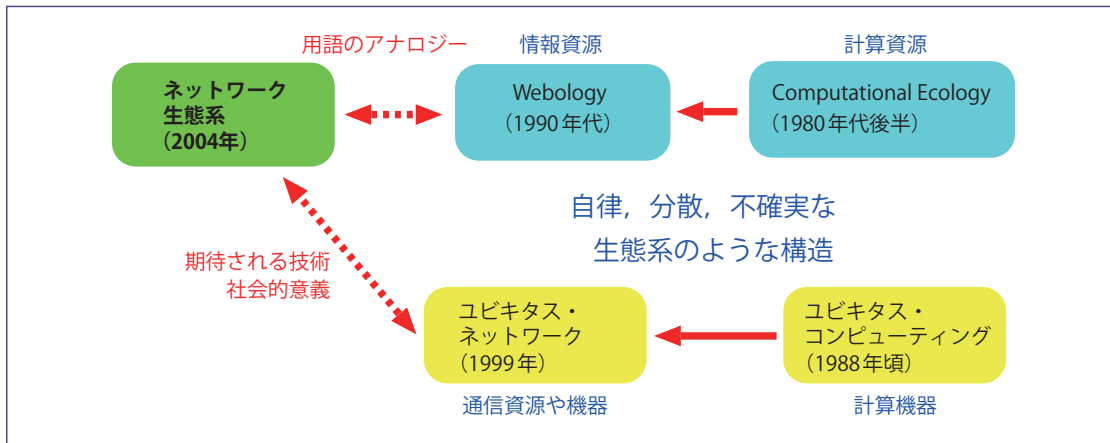 用語のアナロジー
情報資源
計算資源
ネットワーク
生態系
(2004年)
Webology
(1990年代)
Computational Ecology
(1980年代後半)
自律,分散,不確実な
生態系のような構造
期待される技術
社会的意義
ユビキタス・
ネットワーク
(1999年)
ユビキタス・
コンピューティング
(1988年頃)
通信資源や機器
計算機器